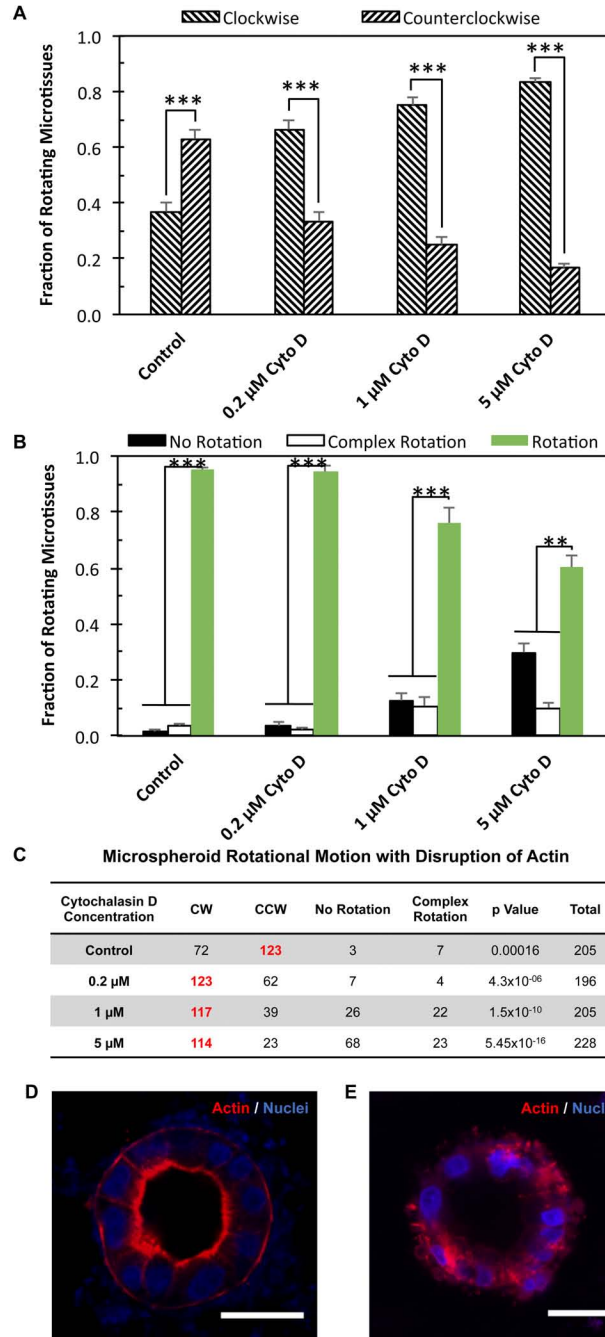 A
Clockwise Counterclockwise
Fraction of Rotating Microtissues
1.0
0.8
0.6
0.4
0.2
0.0
***
***
***
***
Control
0.2 µM Cyto D
1 µM Cyto D
5 µM Cyto D
B
No Rotation Complex Rotation Rotation
Fraction of Rotating Microtissues
1.0
0.8
0.6
0.4
0.2
0.0
***
***
***
**
Control
0.2 µM Cyto D
1 µM Cyto D
5 µM Cyto D
C Microspheroid Rotational Motion with Disruption of Actin
Cytochalasin D Concentration CW CCW No Rotation Complex Rotation p Value Total
Control 72 123 3 7 0.00016 205
0.2 µM 123 62 7 4 4.3x10-06 196
1 µM 117 39 26 22 1.5x10-10 205
5 µM 114 23 68 23 5.45x10-16 228
D
Actin / Nuclei
E
Actin / Nucl